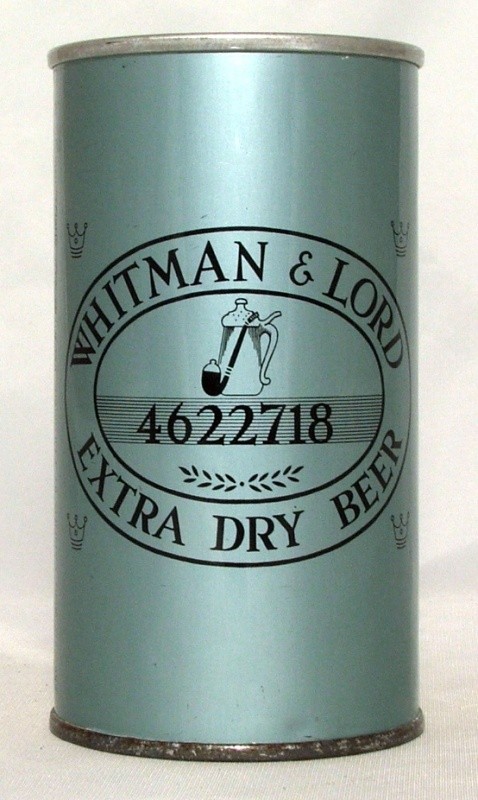 WHITMAN & LORD
4622718
EXTRA DRY BEER